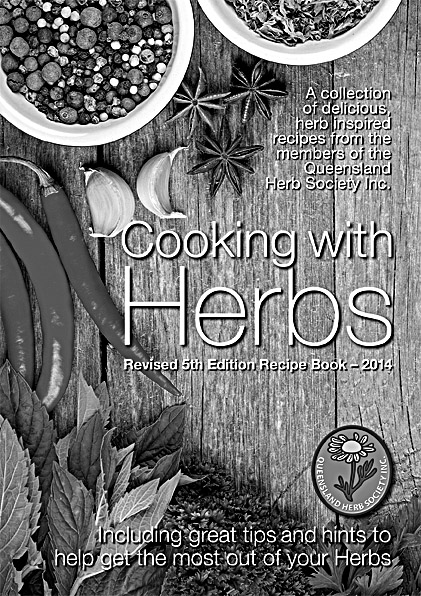 A collection
of delicious,
herb inspired
recipes from the
members of the
Queensland
Herb Society Inc.
Cooking with
Herbs
Revised 5th Edition Recipe Book – 2014
QUEENSLAND HERB SOCIETY INC.
Including great tips and hints to
help get the most out of your Herbs